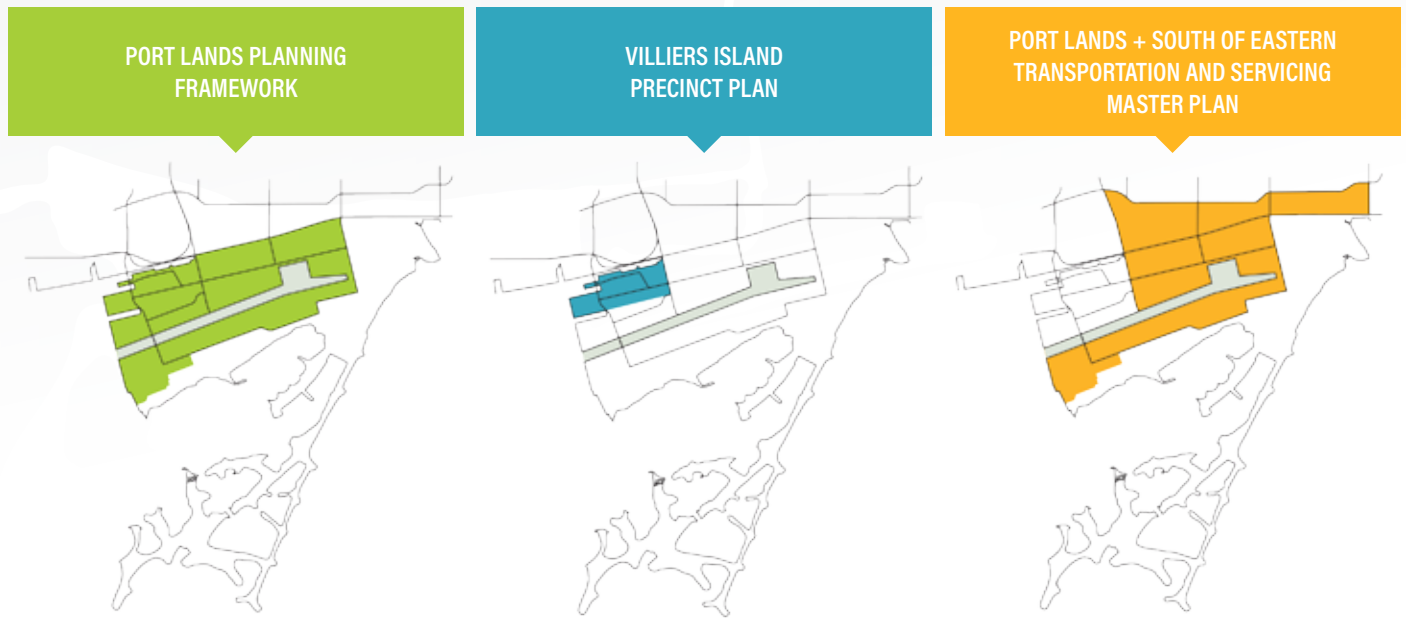 PORT LANDS PLANNING
FRAMEWORK
VILLIERS ISLAND
PRECINCT PLAN
PORT LANDS + SOUTH OF EASTERN
TRANSPORTATION AND SERVICING
MASTER PLAN